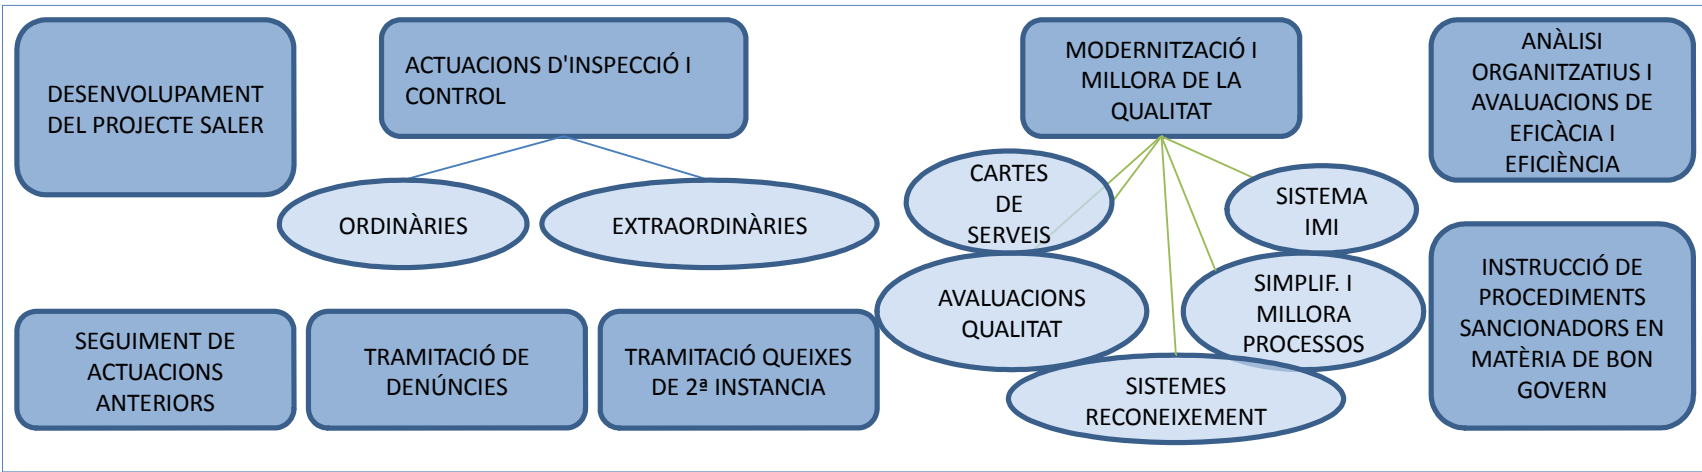 DESENVOLUPAMENT
DEL PROJECTE SALER
ACTUACIONS D'INSPECCIÓ I
CONTROL
ORDINÀRIES
EXTRAORDINÀRIES
MODERNITZACIÓ I
MILLORA DE LA
QUALITAT
CARTES
DE
SERVEIS
SISTEMA
IMI
AVALUACIONS
QUALITAT
SIMPLIF. I
MILLORA
PROCESSOS
SISTEMES
RECONEIXEMENT
ANÀLISI
ORGANITZATIUS I
AVALUACIONS DE
EFICÀCIA I
EFICIÈNCIA
SEGUIMENT DE
ACTUACIONS
ANTERIORS
TRAMITACIÓ DE
DENÚNCIES
TRAMITACIÓ QUEIXES
DE 2ª INSTANCIA
INSTRUCCIÓ DE
PROCEDIMENTS
SANCIONADORS EN
MATÈRIA DE BON
GOVERN